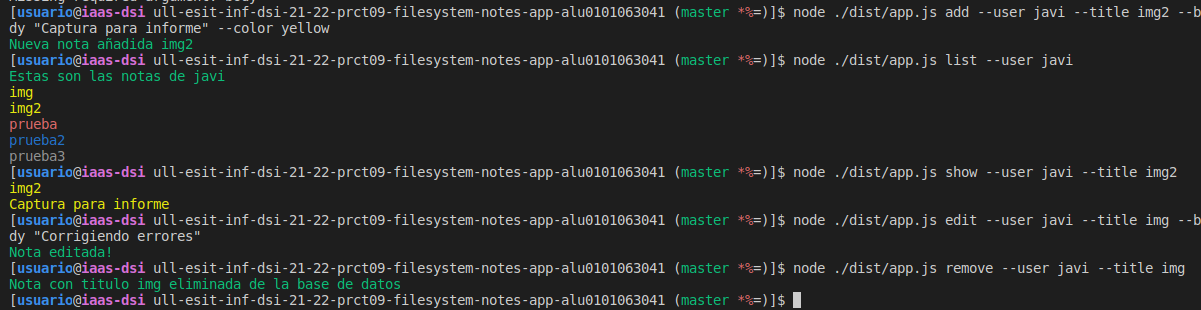 [usuario@iaas-dsi ull-esit-inf-dsi-21-22-prct09-filesystem-notes-app-alu0101063041 (master *%=)]$ node ./dist/app.js add --user javi --title img2 --b
dy "Captura para informe" --color yellow
Nueva nota añadida img2
[usuario@iaas-dsi ull-esit-inf-dsi-21-22-prct09-filesystem-notes-app-alu0101063041 (master *%=)]$ node ./dist/app.js list --user javi
Estas son las notas de javi
img
img2
prueba
prueba2
prueba3
[usuario@iaas-dsi ull-esit-inf-dsi-21-22-prct09-filesystem-notes-app-alu0101063041 (master *%=)]$ node ./dist/app.js show --user javi --title img2
img2
Captura para informe
[usuario@iaas-dsi ull-esit-inf-dsi-21-22-prct09-filesystem-notes-app-alu0101063041 (master *%=)]$ node ./dist/app.js edit --user javi --title img --b
dy "Corrigiendo errores"
Nota editada!
[usuario@iaas-dsi ull-esit-inf-dsi-21-22-prct09-filesystem-notes-app-alu0101063041 (master *%=)]$ node ./dist/app.js remove --user javi --title img
Nota con titulo img eliminada de la base de datos
[usuario@iaas-dsi ull-esit-inf-dsi-21-22-prct09-filesystem-notes-app-alu0101063041 (master *%=)]$